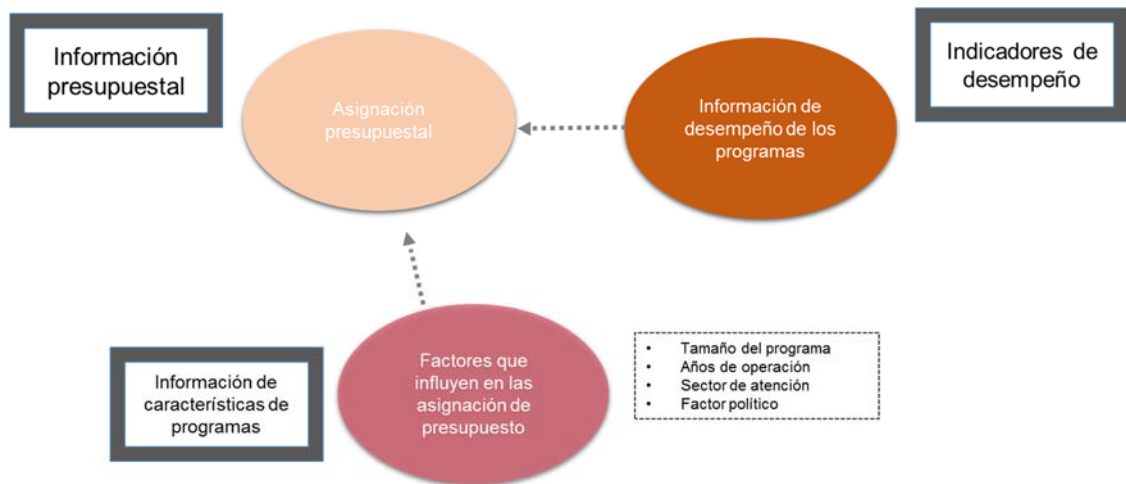 Información
presupuestal
Asignación
presupuestal
Información de
desempeño de los
programas
Indicadores de
desempeño
Información de
características de
programas
Factores que
influyen en las
asignación de
presupuesto
• Tamaño del programa
• Años de operación
• Sector de atención
• Factor político